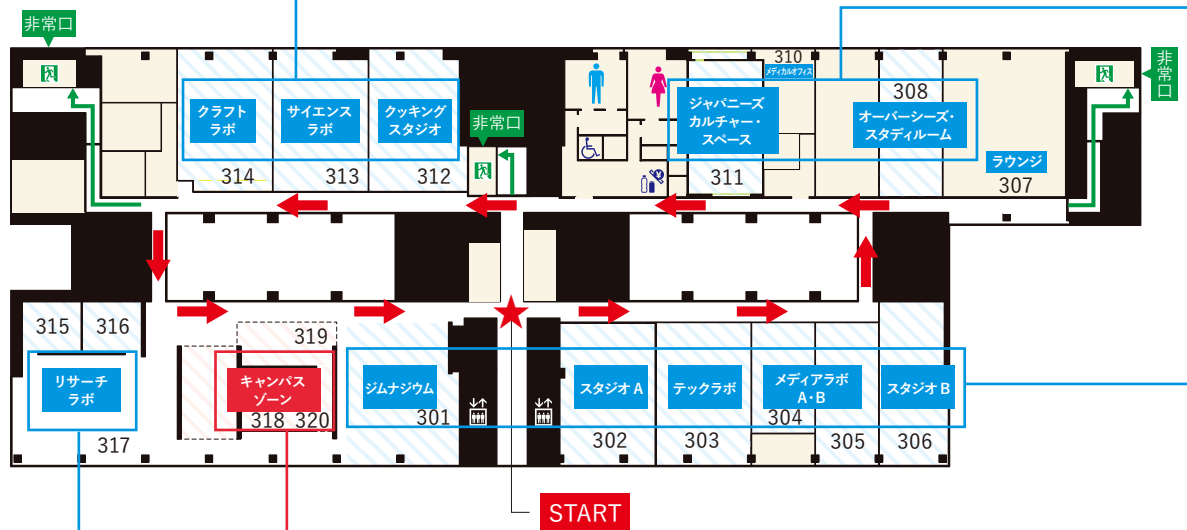 非常口
非常口
310
メディカルオフィス
308
クラフト
ラボ
サイエンス
ラボ
クッキング
スタジオ
非常口
ジャパニーズ
カルチャー・
スペース
オーバーシーズ・
スタディルーム
ラウンジ
314
313
312
311
307
315
316
319
リサーチ
ラボ
キャンパス
ゾーン
ジムナジウム
スタジオA
テックラボ
メディアラボ
A・B
スタジオB
318
320
301
304
317
302
303
305
306
START